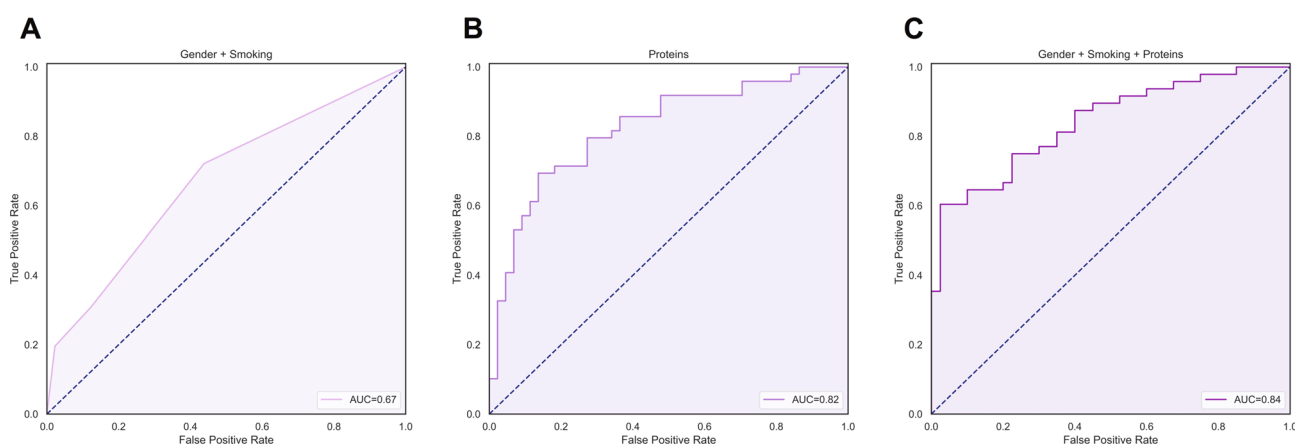 A
Gender + Smoking
True Positive Rate
1.0
0.8
0.6
0.4
0.2
0.0
AUC=0.67
0.0 0.2 0.4 0.6 0.8 1.0
False Positive Rate
B
Proteins
True Positive Rate
1.0
0.8
0.6
0.4
0.2
0.0
AUC=0.82
0.0 0.2 0.4 0.6 0.8 1.0
False Positive Rate
C
Gender + Smoking + Proteins
True Positive Rate
1.0
0.8
0.6
0.4
0.2
0.0
AUC=0.84
0.0 0.2 0.4 0.6 0.8 1.0
False Positive Rate